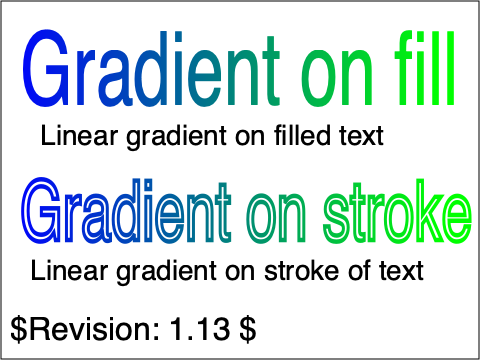 Gradient on fill
Linear gradient on filled text
Gradient on stroke
Linear gradient on stroke of text
$Revision: 1.13 $